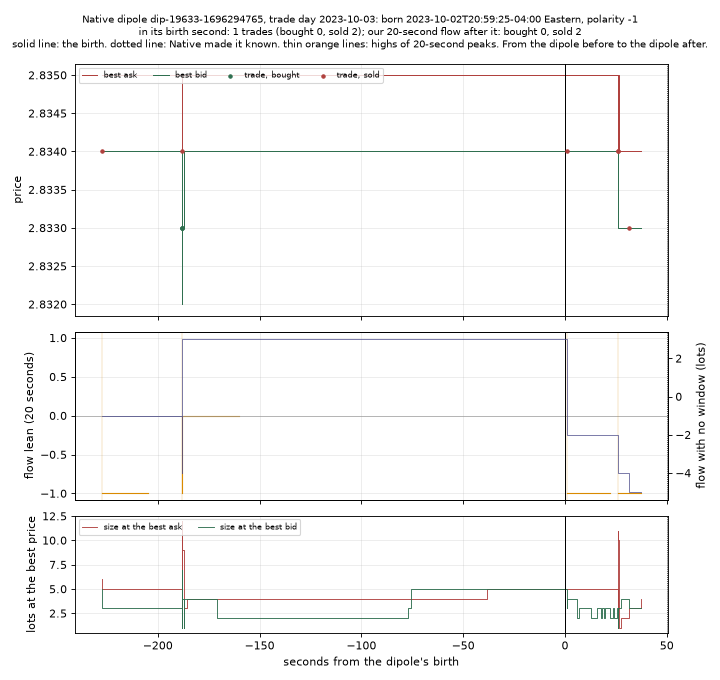 Native dipole dip-19633-1696294765, trade day 2023-10-03: born 2023-10-02T20:59:25-04:00 Eastern, polarity -1
in its birth second: 1 trades (bought 0, sold 2); our 20-second flow after it: bought 0, sold 2
solid line: the birth. dotted line: Native made it known. thin orange lines: highs of 20-second peaks. From the dipole before to the dipole after.
best ask best bid trade, bought trade, sold
2.8350
2.8345
2.8340
2.8335
2.8330
2.8325
2.8320
price
1.0
0.5
0.0
−0.5
−1.0
flow lean (20 seconds)
2
0
−2
−4
flow with no window (lots)
size at the best ask size at the best bid
12.5
10.0
7.5
5.0
2.5
lots at the best price
−200 −150 −100 −50 0 50
seconds from the dipole's birth